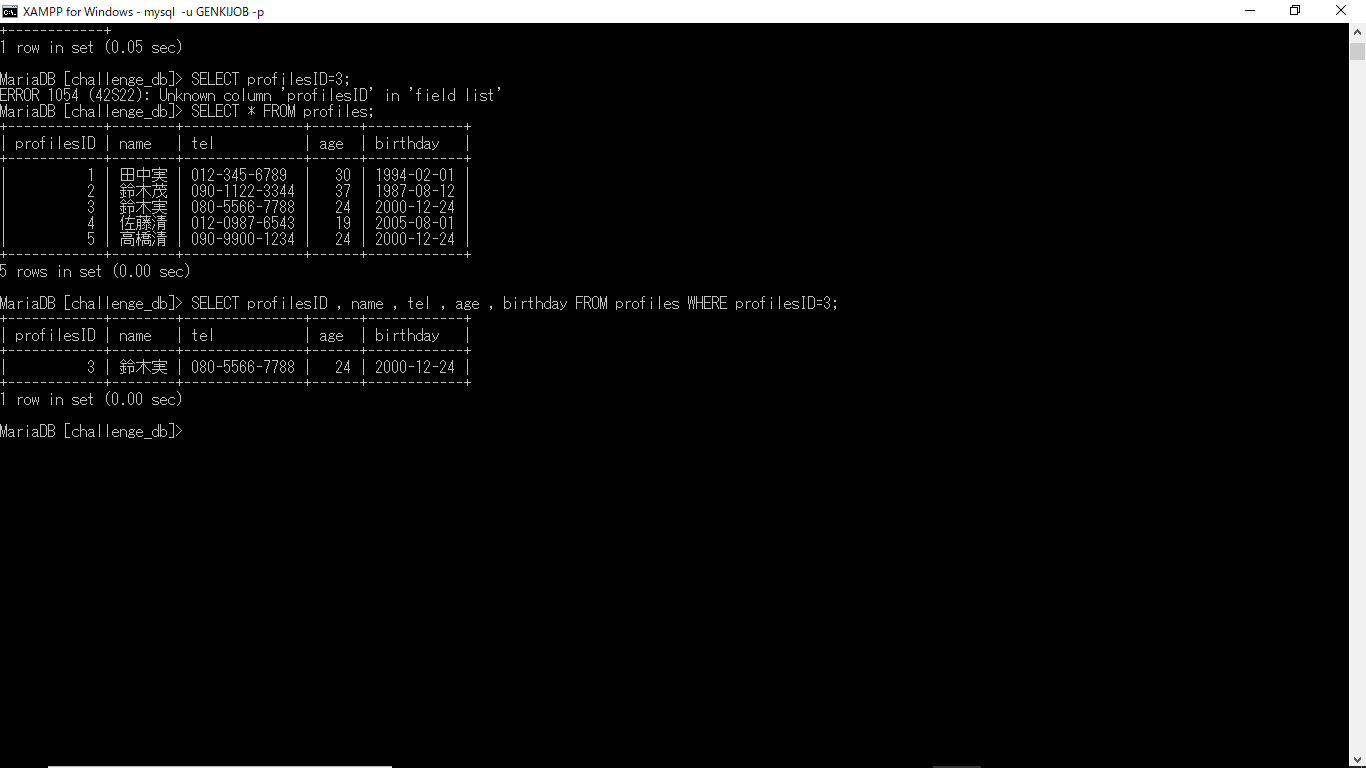 XAMPP for Windows - mysql -u GENKIJOB -p
+------------+
1 row in set (0.05 sec)
MariaDB [challenge_db]> SELECT profilesID=3;
ERROR 1054 (42S22): Unknown column 'profilesID' in 'field list'
MariaDB [challenge_db]> SELECT * FROM profiles;
+------------+--------+---------------+------+------------+
| profilesID | name   | tel           | age  | birthday   |
+------------+--------+---------------+------+------------+
|          1 | 田中実 | 012-345-6789  |   30 | 1994-02-01 |
|          2 | 鈴木茂 | 090-1122-3344 |   37 | 1987-08-12 |
|          3 | 鈴木実 | 080-5566-7788 |   24 | 2000-12-24 |
|          4 | 佐藤清 | 012-0987-6543 |   19 | 2005-08-01 |
|          5 | 高橋清 | 090-9900-1234 |   24 | 2000-12-24 |
+------------+--------+---------------+------+------------+
5 rows in set (0.00 sec)
MariaDB [challenge_db]> SELECT profilesID , name , tel , age , birthday FROM profiles WHERE profilesID=3;
+------------+--------+---------------+------+------------+
| profilesID | name   | tel           | age  | birthday   |
+------------+--------+---------------+------+------------+
|          3 | 鈴木実 | 080-5566-7788 |   24 | 2000-12-24 |
+------------+--------+---------------+------+------------+
1 row in set (0.00 sec)
MariaDB [challenge_db]>